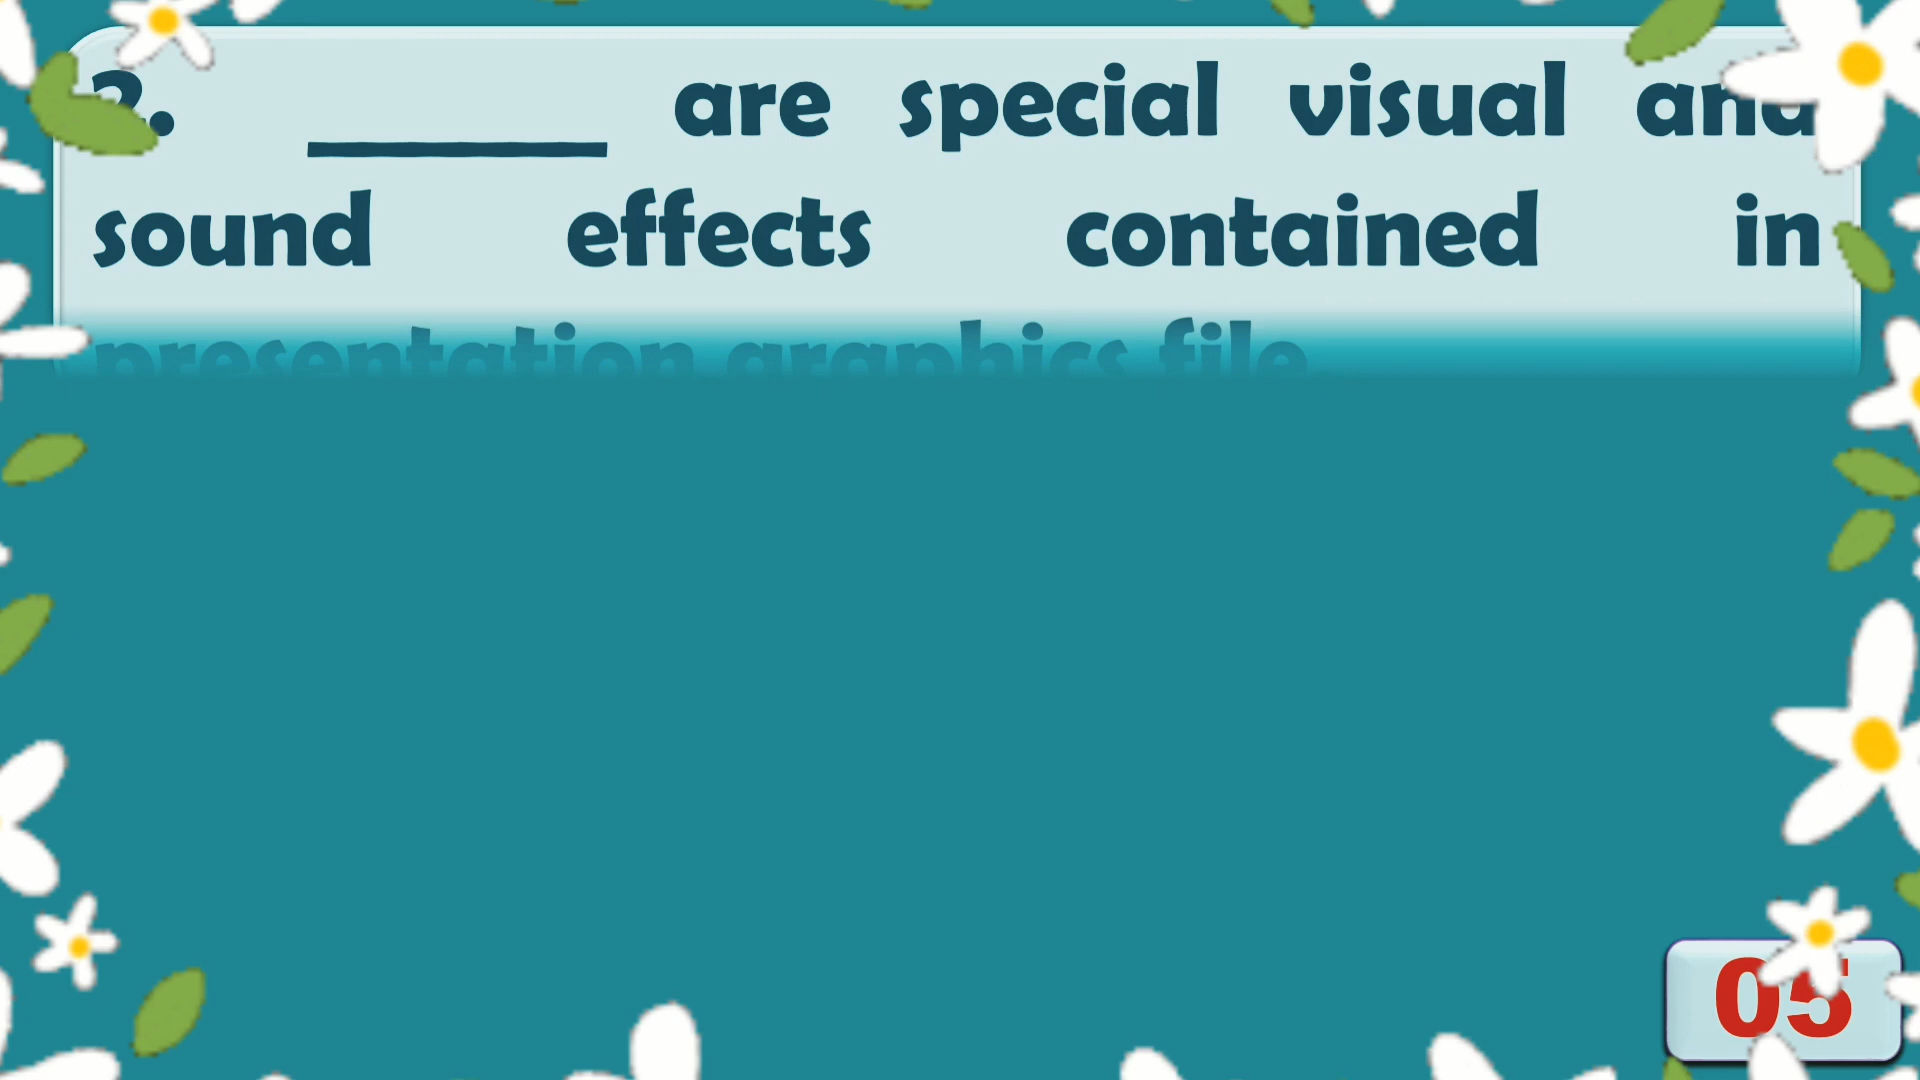 2. ______ are special visual and
sound effects contained in
presentation graphics file.
05